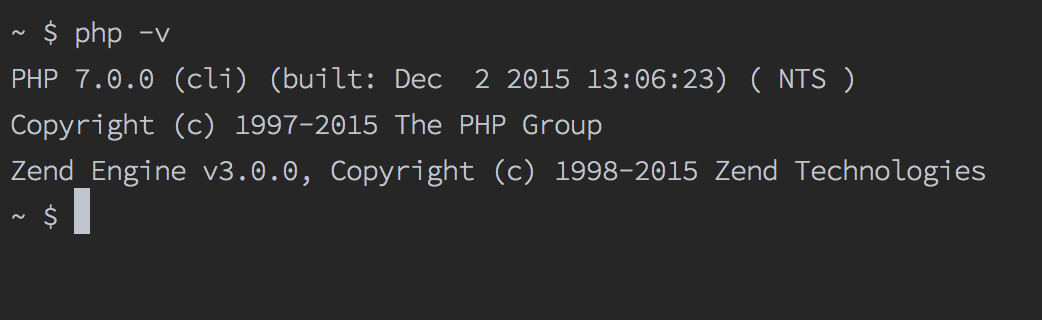 ~ $ php -v
PHP 7.0.0 (cli) (built: Dec  2 2015 13:06:23) ( NTS )
Copyright (c) 1997-2015 The PHP Group
Zend Engine v3.0.0, Copyright (c) 1998-2015 Zend Technologies
~ $